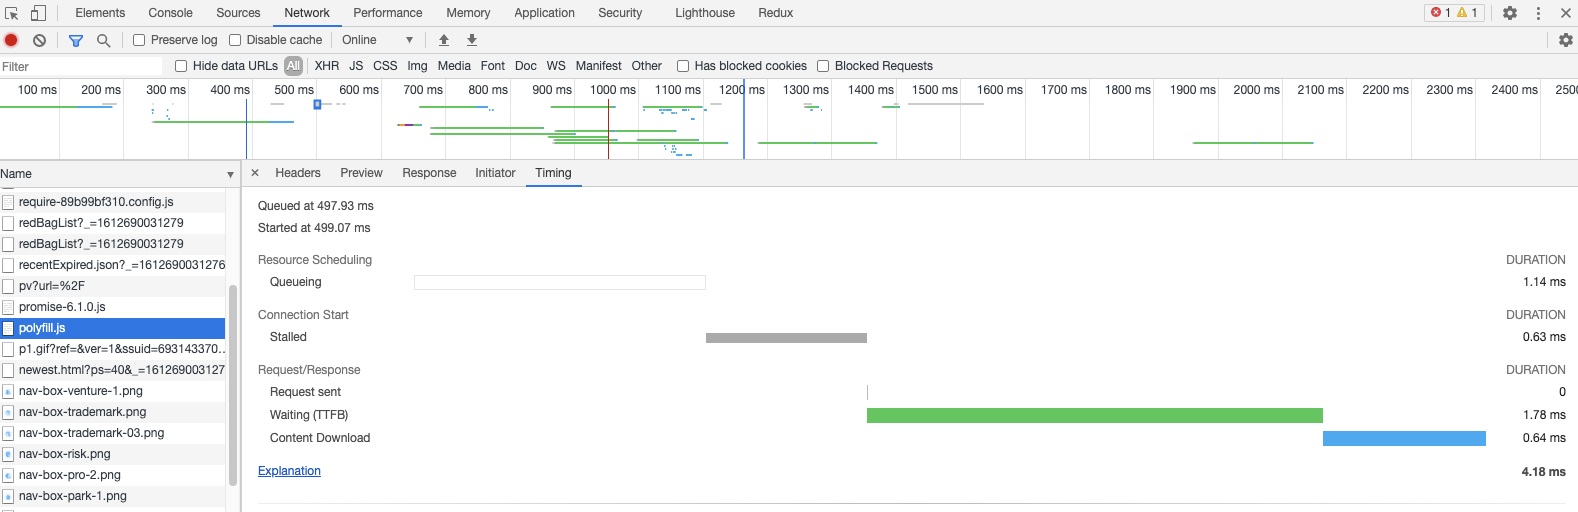 Elements Console Sources Network Performance Memory Application Security Lighthouse Redux 1 1
Preserve log Disable cache Online
Filter Hide data URLs All XHR JS CSS Img Media Font Doc WS Manifest Other Has blocked cookies Blocked Requests
100 ms 200 ms 300 ms 400 ms 500 ms 600 ms 700 ms 800 ms 900 ms 1000 ms 1100 ms 1200 ms 1300 ms 1400 ms 1500 ms 1600 ms 1700 ms 1800 ms 1900 ms 2000 ms 2100 ms 2200 ms 2300 ms 2400 ms 2500
Name
require-89b99bf310.config.js
redBagList?_=1612690031279
redBagList?_=1612690031279
recentExpired.json?_=1612690031276
pv?url=%2F
promise-6.1.0.js
polyfill.js
p1.gif?ref=&ver=1&ssuid=693143370...
newest.html?ps=40&_=161269003127
nav-box-venture-1.png
nav-box-trademark.png
nav-box-trademark-03.png
nav-box-risk.png
nav-box-pro-2.png
nav-box-park-1.png
Headers Preview Response Initiator Timing
Queued at 497.93 ms
Started at 499.07 ms
Resource Scheduling DURATION
Queueing 1.14 ms
Connection Start DURATION
Stalled 0.63 ms
Request/Response DURATION
Request sent 0
Waiting (TTFB) 1.78 ms
Content Download 0.64 ms
Explanation 4.18 ms